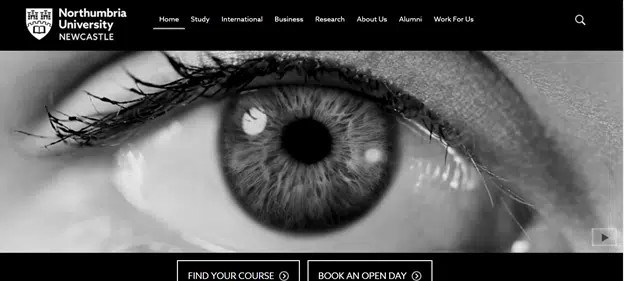 Northumbria
University
NEWCASTLE
Home Study International Business Research About Us Alumni Work For Us
FIND YOUR COURSE BOOK AN OPEN DAY